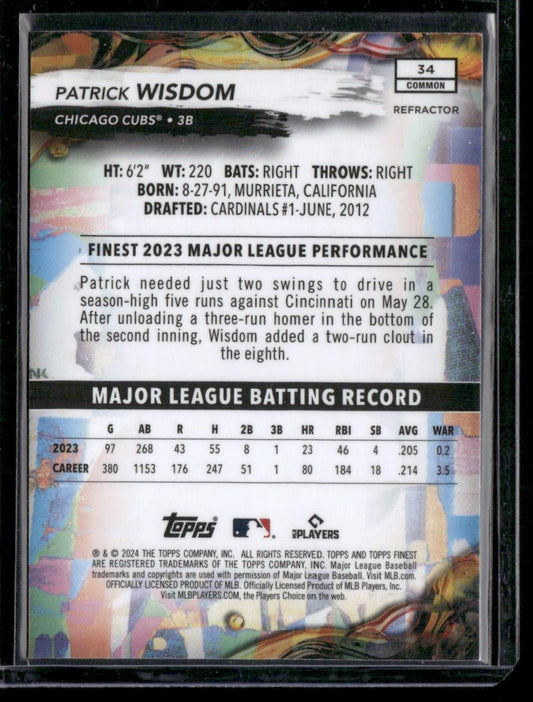 34
COMMON
REFRACTOR
PATRICK WISDOM
CHICAGO CUBS® • 3B
HT: 6'2" WT: 220 BATS: RIGHT THROWS: RIGHT
BORN: 8-27-91, MURRIETA, CALIFORNIA
DRAFTED: CARDINALS #1-JUNE, 2012
FINEST 2023 MAJOR LEAGUE PERFORMANCE
Patrick needed just two swings to drive in a
season-high five runs against Cincinnati on May 28.
After unloading a three-run homer in the bottom of
the second inning, Wisdom added a two-run clout in
the eighth.
MAJOR LEAGUE BATTING RECORD
G AB R H 2B 3B HR RBI SB AVG WAR
2023 97 268 43 55 8 1 23 46 4 .205 0.2
CAREER 380 1153 176 247 51 1 80 184 18 .214 3.5
Topps PLAYERS
® & © 2024 THE TOPPS COMPANY, INC. ALL RIGHTS RESERVED. TOPPS AND TOPPS FINEST
ARE REGISTERED TRADEMARKS OF THE TOPPS COMPANY, INC. Major League Baseball
trademarks and copyrights are used with permission of Major League Baseball. Visit MLB.com.
OFFICIALLY LICENSED PRODUCT OF MLB. Officially Licensed Product of MLB Players, Inc.
Visit MLBPLAYERS.COM, the Players Choice on the web.